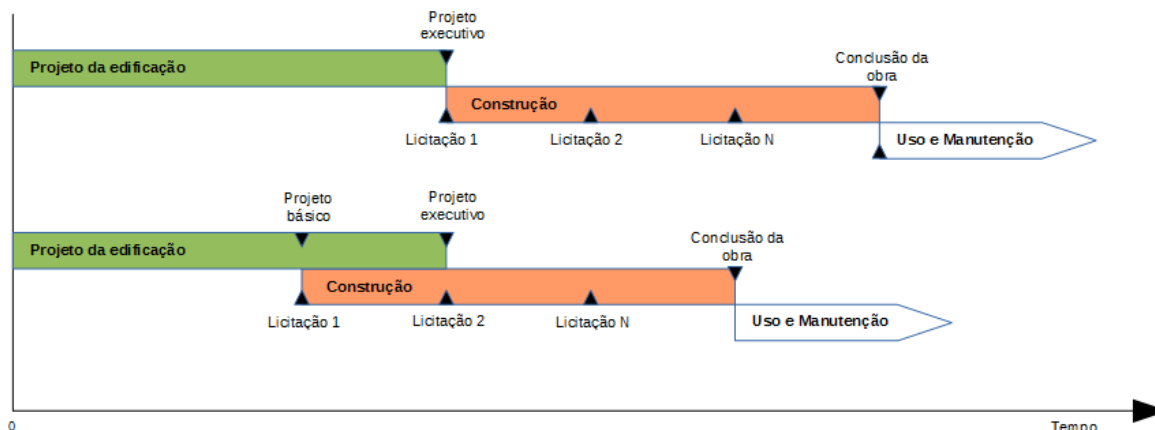 Projeto
executivo
Projeto da edificação
Conclusão da
obra
Construção
Licitação 1
Licitação 2
Licitação N
Uso e Manutenção
Projeto
básico
Projeto
executivo
Projeto da edificação
Conclusão da
obra
Construção
Licitação 1
Licitação 2
Licitação N
Uso e Manutenção
0
Tempo